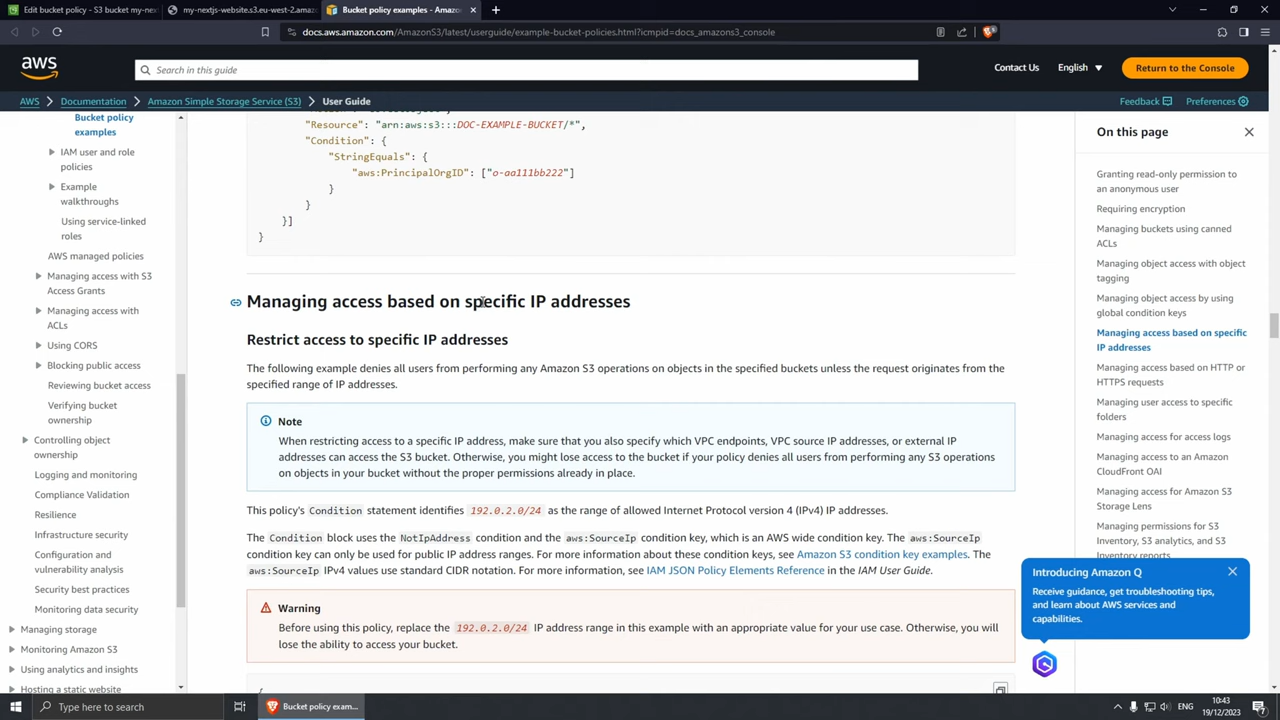 Edit bucket policy - S3 bucket my-nex
my-nextjs-website.s3.eu-west-2.amazo
Bucket policy examples - Amazo
docs.aws.amazon.com/AmazonS3/latest/userguide/example-bucket-policies.html?icmpid=docs_amazons3_console
aws
Search in this guide
Contact Us
English
Return to the Console
AWS
Documentation
Amazon Simple Storage Service (S3)
User Guide
Feedback
Preferences
Bucket policy
examples
IAM user and role
policies
Example
walkthroughs
Using service-linked
roles
AWS managed policies
Managing access with S3
Access Grants
Managing access with
ACLs
Using CORS
Blocking public access
Reviewing bucket access
Verifying bucket
ownership
Controlling object
ownership
Logging and monitoring
Compliance Validation
Resilience
Infrastructure security
Configuration and
vulnerability analysis
Security best practices
Monitoring data security
Managing storage
Monitoring Amazon S3
Using analytics and insights
Hosting a static website
"Resource": "arn:aws:s3:::DOC-EXAMPLE-BUCKET/*",
"Condition": {
"StringEquals": {
"aws:PrincipalOrgID": ["o-aa111bb222"]
}
}
}]
}
Managing access based on specific IP addresses
Restrict access to specific IP addresses
The following example denies all users from performing any Amazon S3 operations on objects in the specified buckets unless the request originates from the
specified range of IP addresses.
Note
When restricting access to a specific IP address, make sure that you also specify which VPC endpoints, VPC source IP addresses, or external IP
addresses can access the S3 bucket. Otherwise, you might lose access to the bucket if your policy denies all users from performing any S3 operations
on objects in your bucket without the proper permissions already in place.
This policy's Condition statement identifies 192.0.2.0/24 as the range of allowed Internet Protocol version 4 (IPv4) IP addresses.
The Condition block uses the NotIpAddress condition and the aws:SourceIp condition key, which is an AWS wide condition key. The aws:SourceIp
condition key can only be used for public IP address ranges. For more information about these condition keys, see Amazon S3 condition key examples. The
aws:SourceIp IPv4 values use standard CIDR notation. For more information, see IAM JSON Policy Elements Reference in the IAM User Guide.
Warning
Before using this policy, replace the 192.0.2.0/24 IP address range in this example with an appropriate value for your use case. Otherwise, you will
lose the ability to access your bucket.
{
On this page
Granting read-only permission to
an anonymous user
Requiring encryption
Managing buckets using canned
ACLs
Managing object access with object
tagging
Managing object access by using
global condition keys
Managing access based on specific
IP addresses
Managing access based on HTTP or
HTTPS requests
Managing user access to specific
folders
Managing access for access logs
Managing access to an Amazon
CloudFront OAI
Managing access for Amazon S3
Storage Lens
Managing permissions for S3
Inventory, S3 analytics, and S3
Inventory reports
Introducing Amazon Q
Receive guidance, get troubleshooting tips,
and learn about AWS services and
capabilities.
Type here to search
Bucket policy exam...
ENG
10:43
19/12/2023